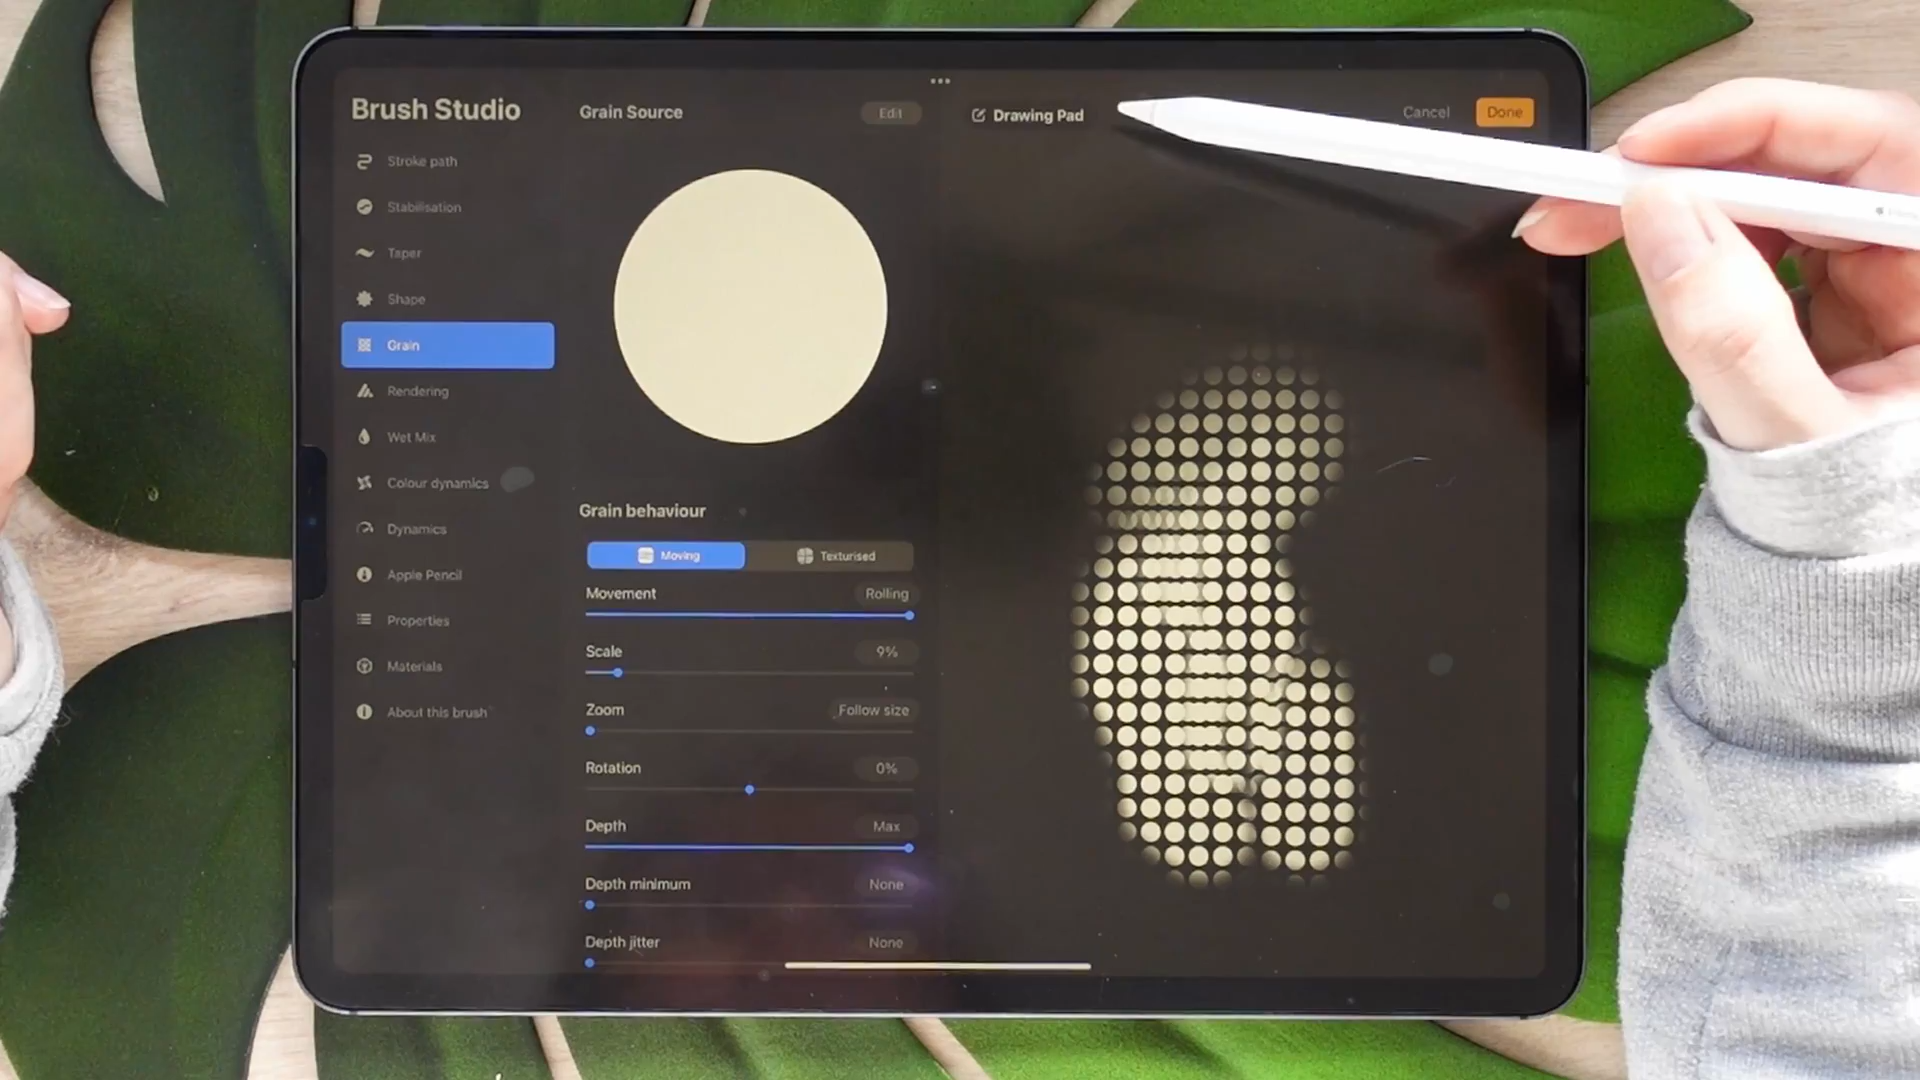 Brush Studio
Stroke path
Stabilisation
Taper
Shape
Grain
Rendering
Wet Mix
Colour dynamics
Dynamics
Apple Pencil
Properties
Materials
About this brush
Grain Source
Edit
Grain behaviour
Moving
Texturised
Movement
Rolling
Scale
9%
Zoom
Follow size
Rotation
0%
Depth
Max
Depth minimum
None
Depth jitter
None
Drawing Pad
Cancel
Done